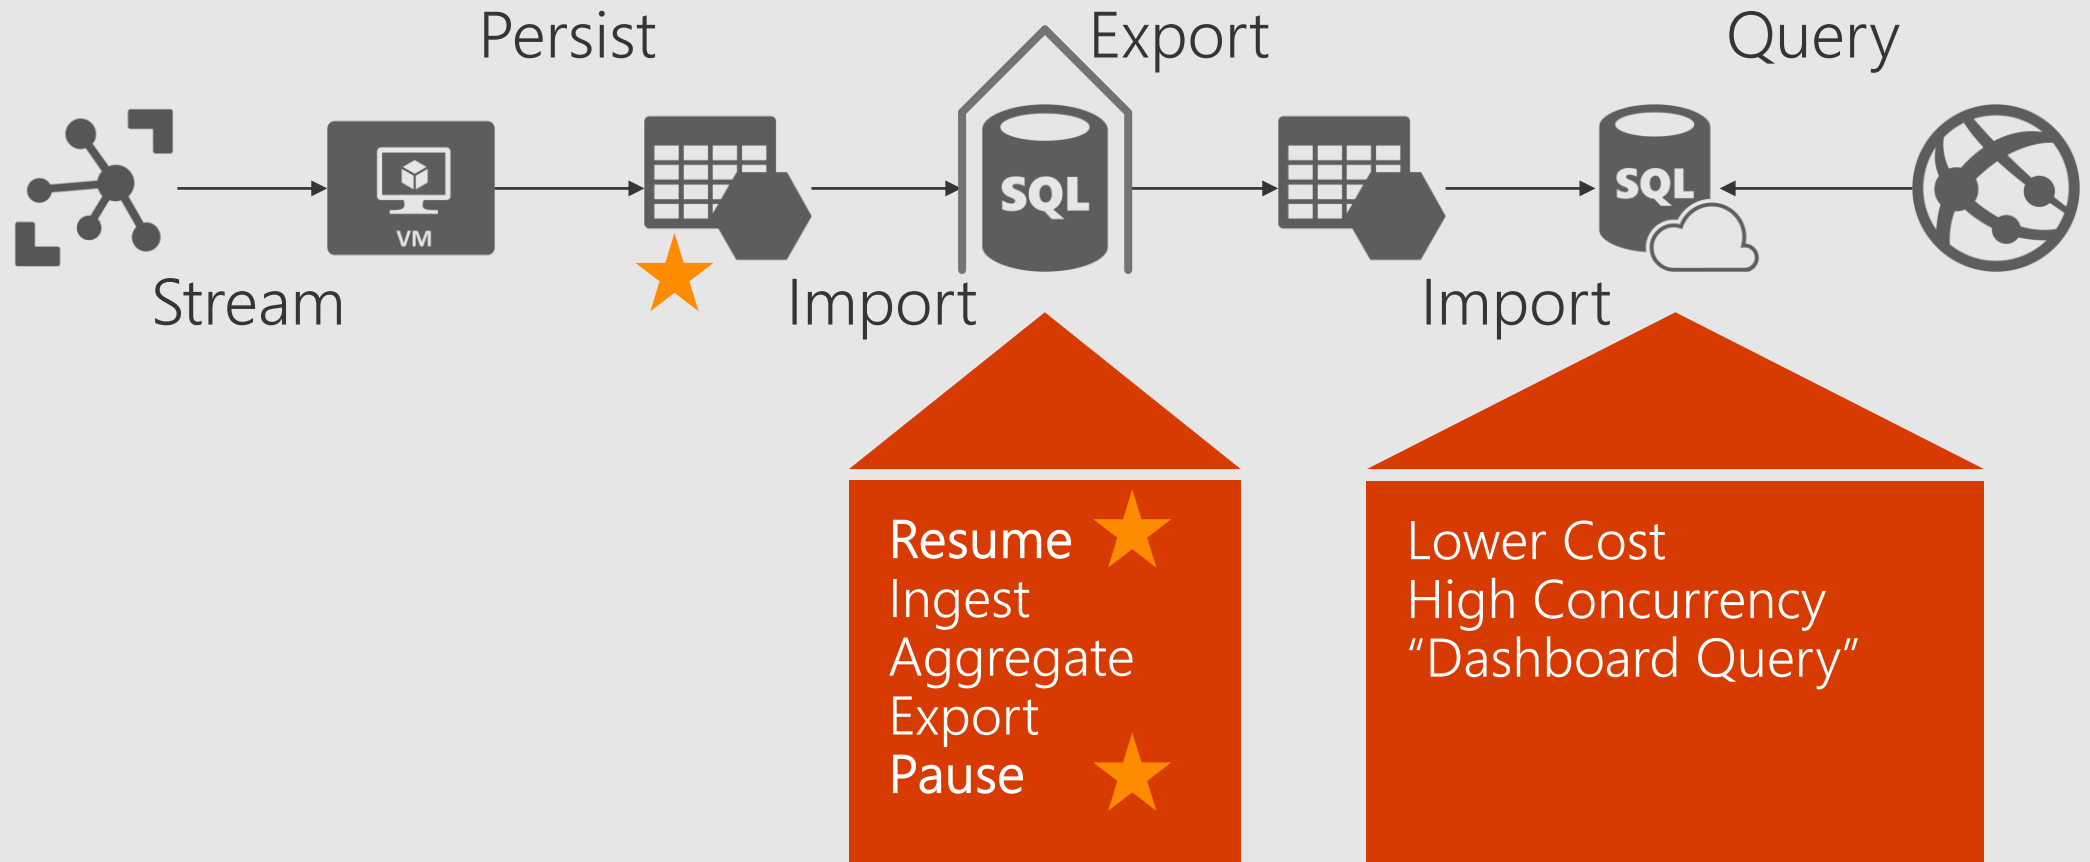 Persist
Export
Query
VM
SQL
SQL
Stream
Import
Import
Resume
Ingest
Aggregate
Export
Pause
Lower Cost
High Concurrency
“Dashboard Query”